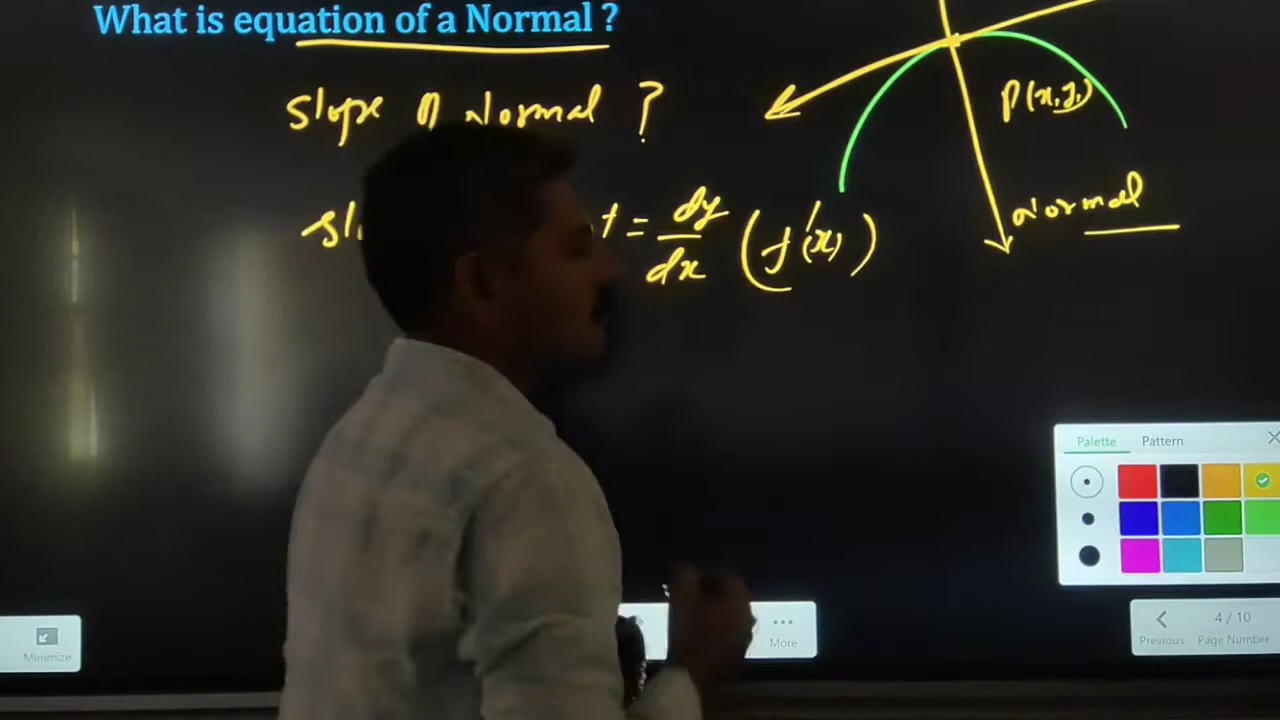 What is equation of a Normal ?
slope of Normal ?
P(x, y,)
Normal
= dy/dx (f'(x))
Palette
Pattern
Minimize
More
Previous
4 / 10
Page Number